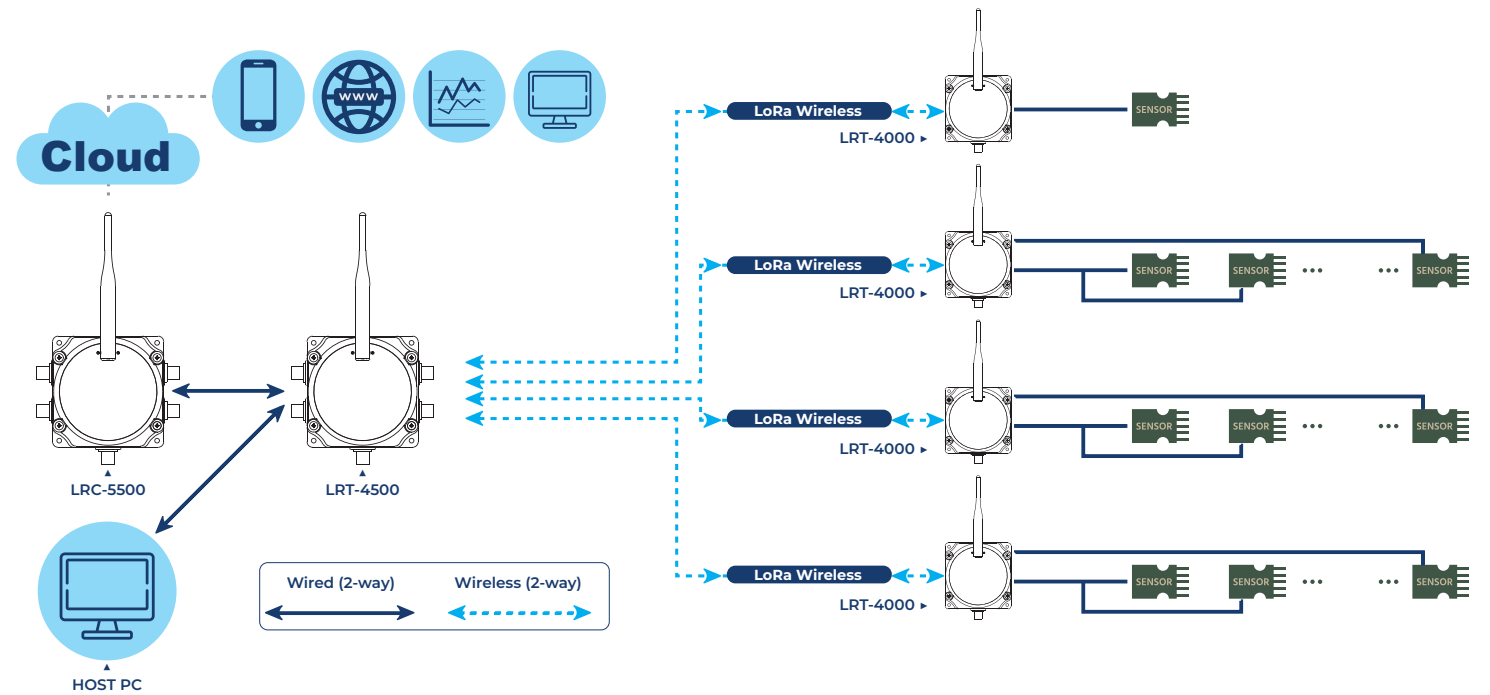 WWW
Cloud
LoRa Wireless
SENSOR
LRT-4000 ▸
LoRa Wireless
SENSOR
SENSOR
•••
•••
SENSOR
LRT-4000 ▸
LoRa Wireless
SENSOR
SENSOR
•••
•••
SENSOR
LRT-4000 ▸
LRC-5500
LRT-4500
LoRa Wireless
SENSOR
SENSOR
•••
•••
SENSOR
LRT-4000 ▸
Wired (2-way)
Wireless (2-way)
HOST PC